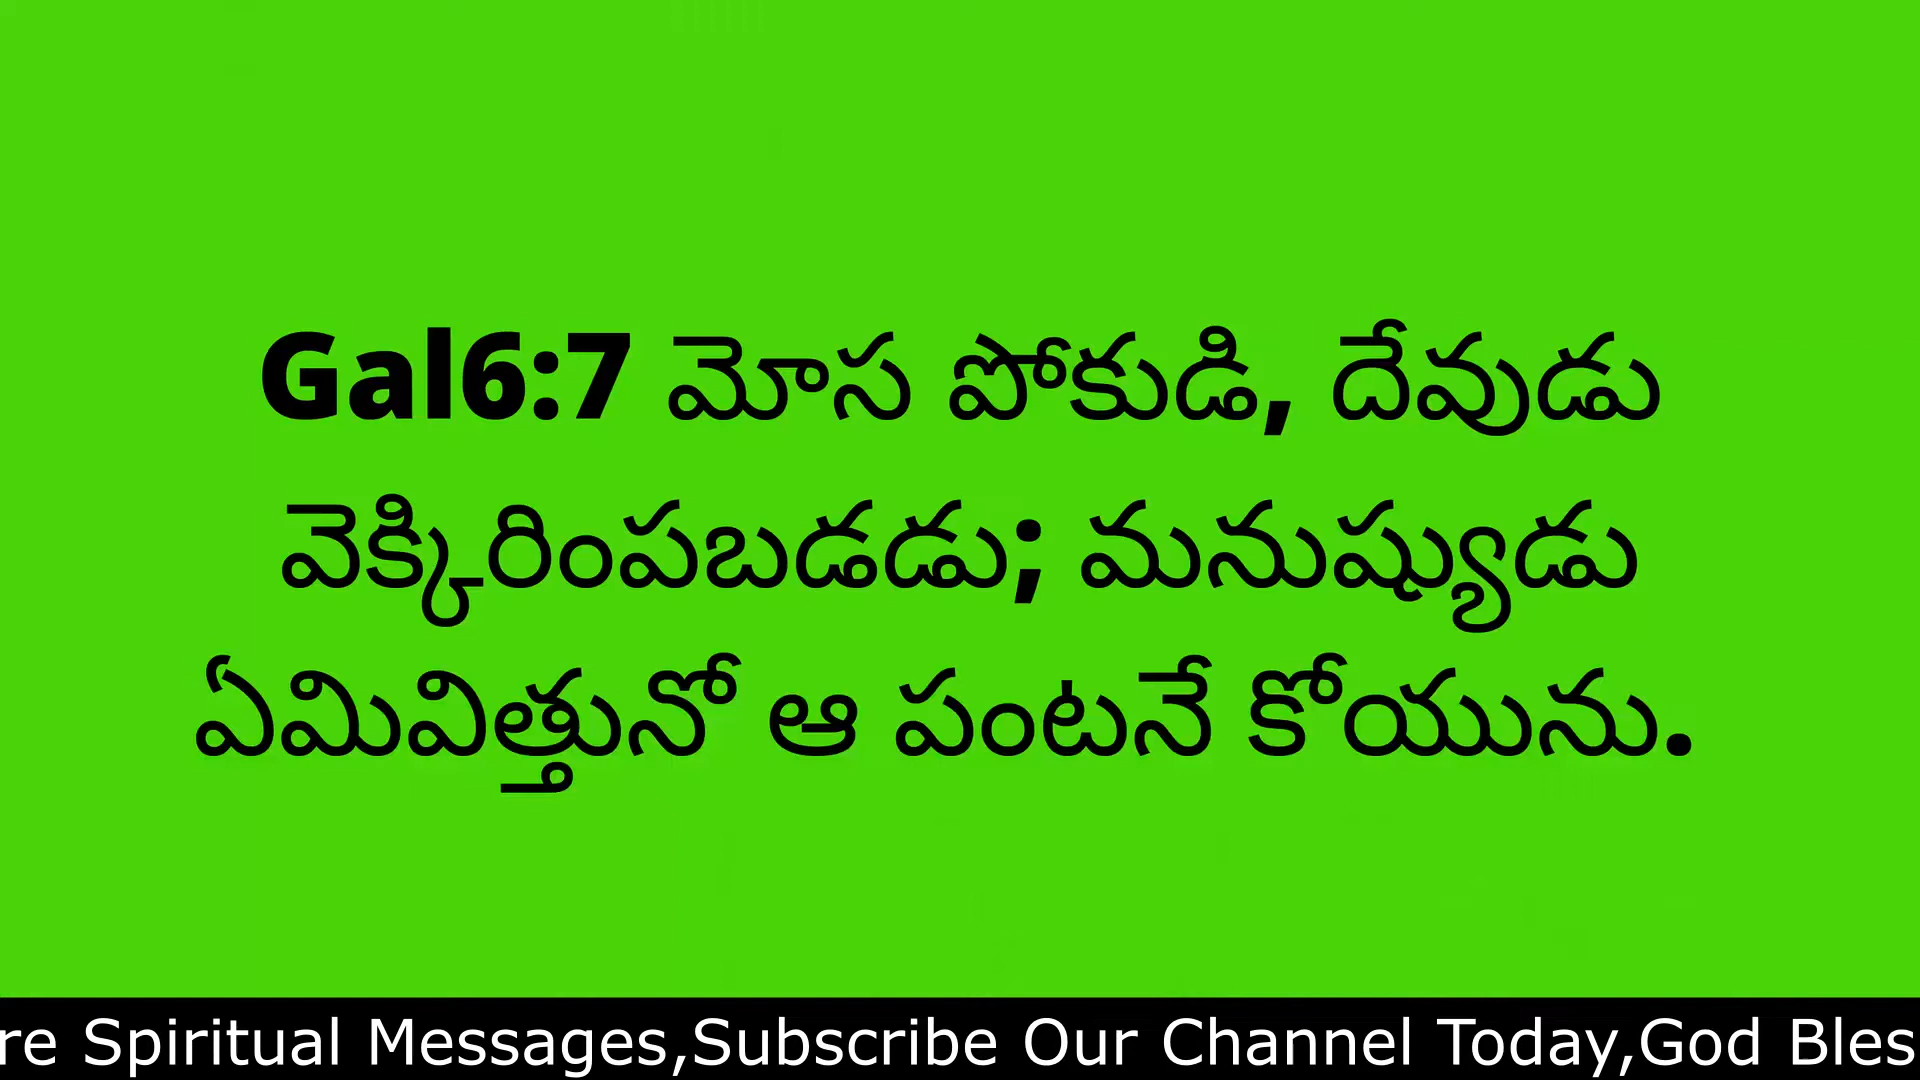 Gal6:7 మోస పోకుడి, దేవుడు
వెక్కిరింపబడడు; మనుష్యుడు
ఏమివిత్తునో ఆ పంటనే కోయును.
re Spiritual Messages,Subscribe Our Channel Today,God Bles